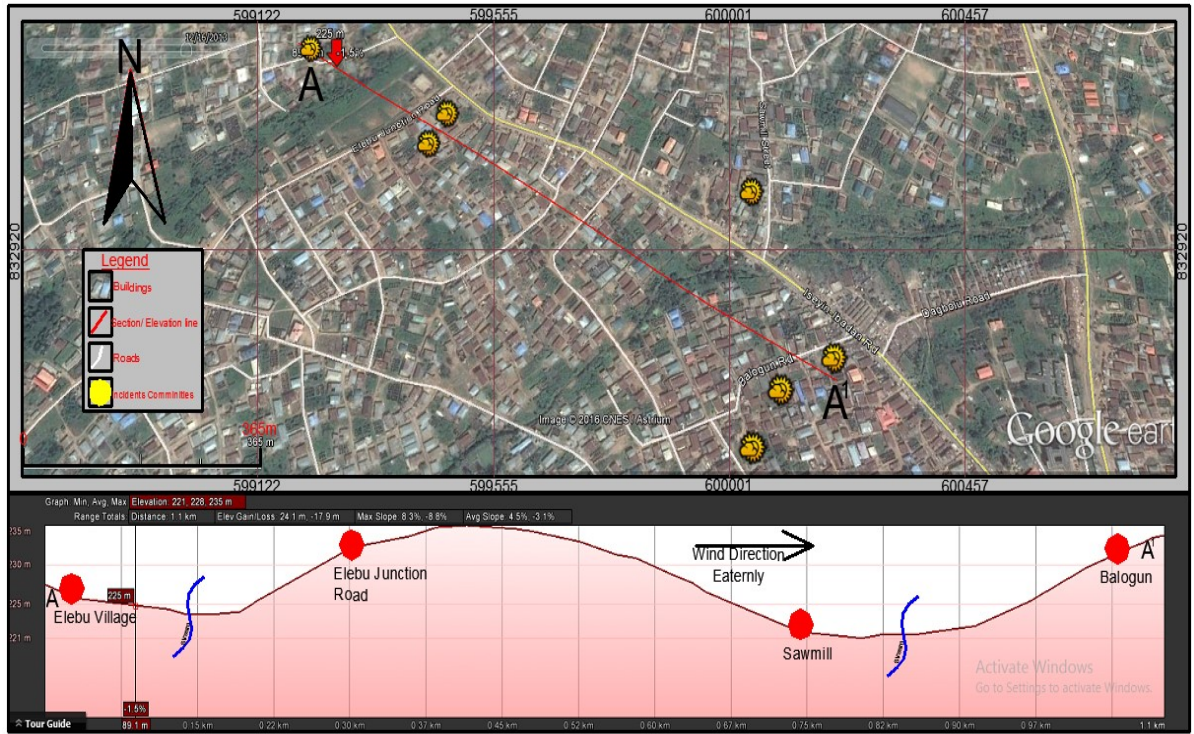 599122 599555 600001 600457
12/16/2013
225 m
-1.5%
N
A
Elebu Junction Road
Sawmill Street
832920
832920
Legend
Buildings
Section/ Elevation line
Roads
Incidents Comminities
Iseyin - Ibadan Rd
Dagbolu Road
Balogun Rd
A1
Image © 2016 CNES / Astrium
Google ear
0
365m
365 m
599122 599555 600001 600457
Graph: Min, Avg, Max Elevation: 221, 228, 235 m
Range Totals: Distance: 1.1 km Elev Gain/Loss: 24.1 m, -17.9 m Max Slope: 8.3%, -8.8% Avg Slope: 4.5%, -3.1%
235 m
230 m
225 m
221 m
A
225 m
Elebu Village
Elebu Junction
Road
Wind Direction
Eaternly
Sawmill
Balogun
A1
Activate Windows
Go to Settings to activate Windows.
-1.5%
Tour Guide
89.1 m 0.15 km 0.22 km 0.30 km 0.37 km 0.45 km 0.52 km 0.60 km 0.67 km 0.75 km 0.82 km 0.90 km 0.97 km 1.1 km